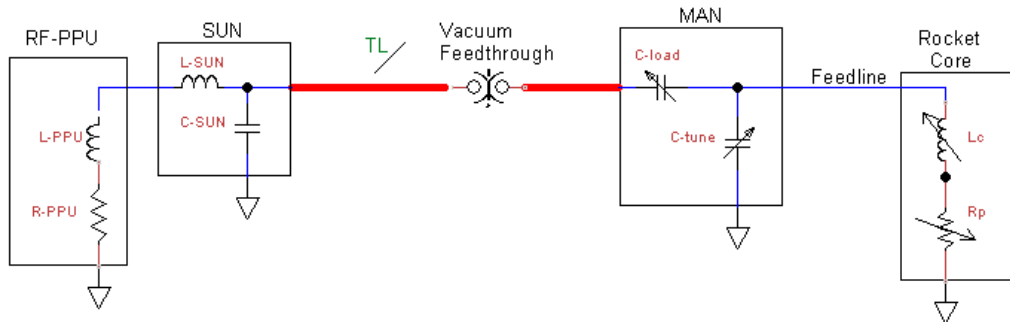 RF-PPU
SUN
TL
Vacuum
Feedthrough
MAN
Rocket
Core
L-SUN
C-SUN
L-PPU
R-PPU
C-load
C-tune
Feedline
Lc
Rp